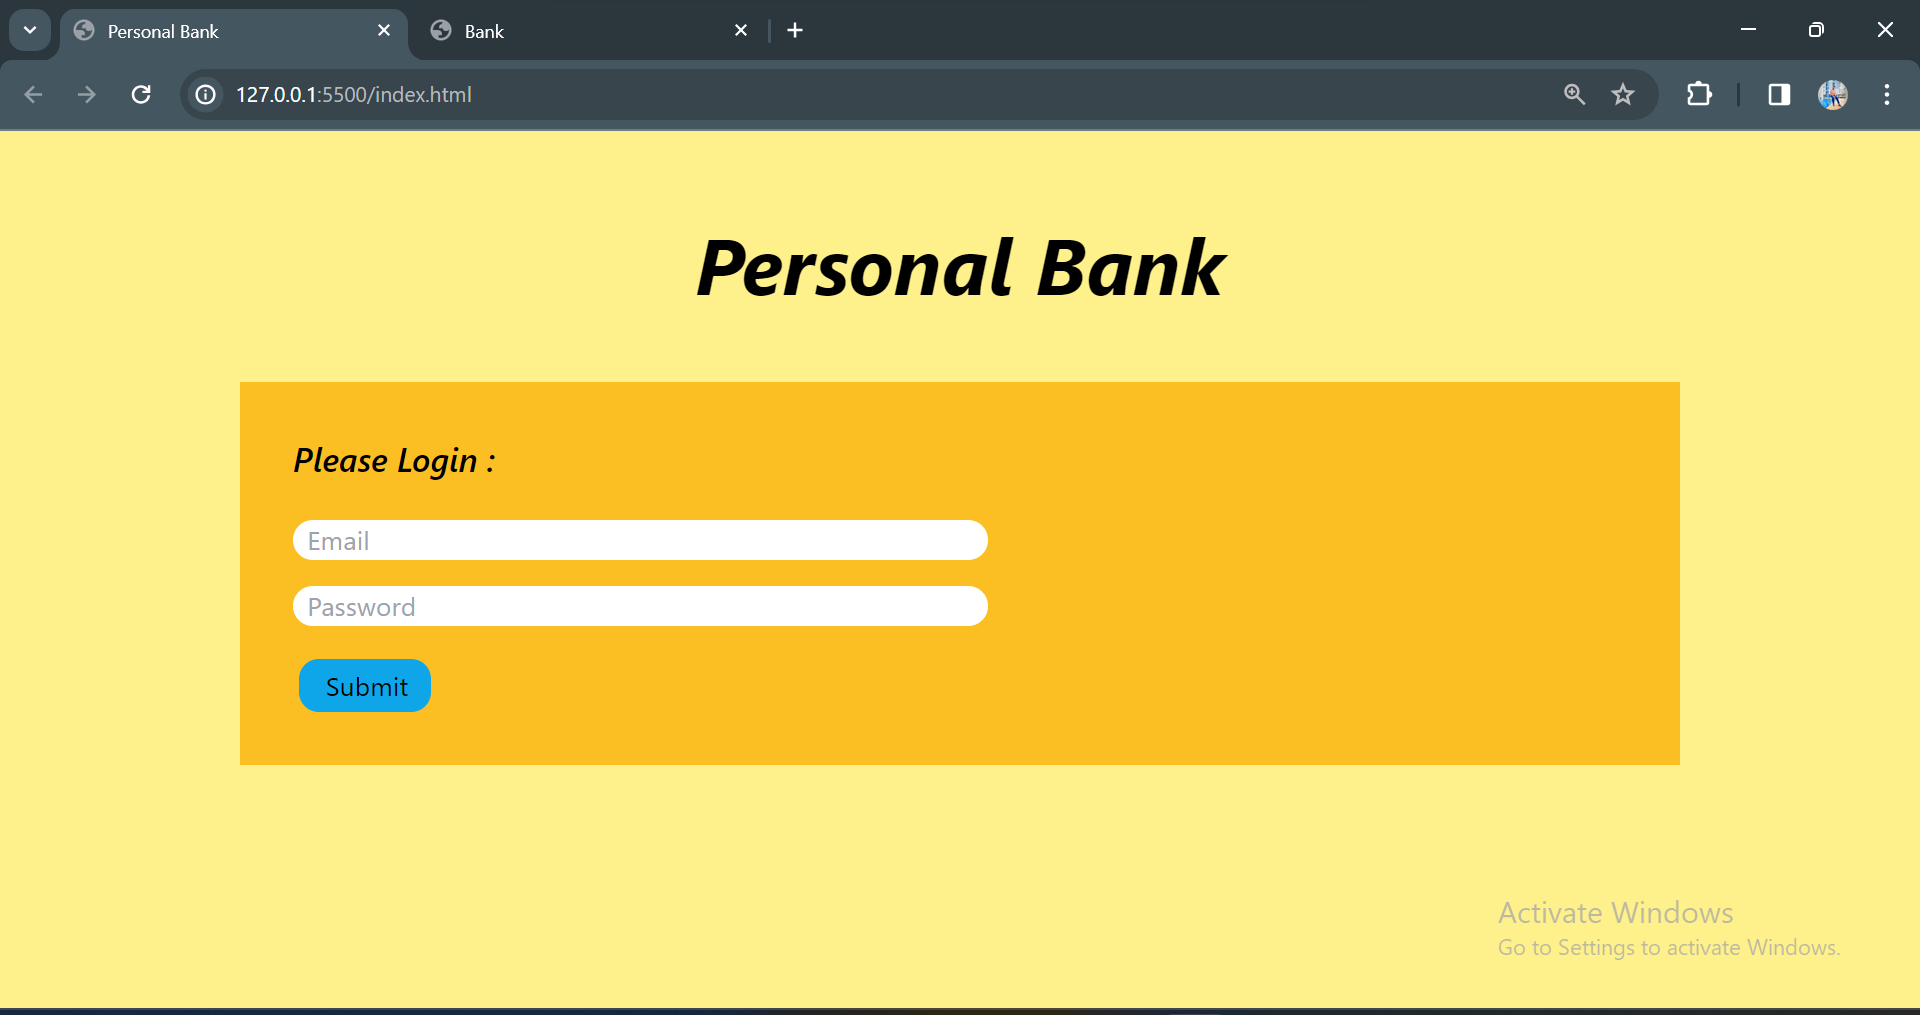 Personal Bank
Bank
127.0.0.1:5500/index.html
Personal Bank
Please Login :
Email
Password
Submit
Activate Windows
Go to Settings to activate Windows.